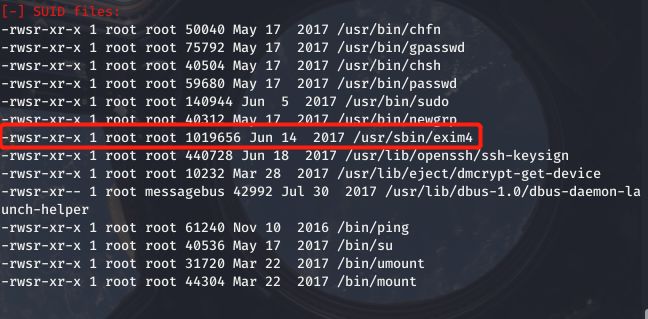 [-] SUID files:
-rwsr-xr-x 1 root root 50040 May 17  2017 /usr/bin/chfn
-rwsr-xr-x 1 root root 75792 May 17  2017 /usr/bin/gpasswd
-rwsr-xr-x 1 root root 40504 May 17  2017 /usr/bin/chsh
-rwsr-xr-x 1 root root 59680 May 17  2017 /usr/bin/passwd
-rwsr-xr-x 1 root root 140944 Jun  5  2017 /usr/bin/sudo
-rwsr-xr-x 1 root root 40312 May 17  2017 /usr/bin/newgrp
-rwsr-xr-x 1 root root 1019656 Jun 14  2017 /usr/sbin/exim4
-rwsr-xr-x 1 root root 440728 Jun 18  2017 /usr/lib/openssh/ssh-keysign
-rwsr-xr-x 1 root root 10232 Mar 28  2017 /usr/lib/eject/dmcrypt-get-device
-rwsr-xr-- 1 root messagebus 42992 Jul 30  2017 /usr/lib/dbus-1.0/dbus-daemon-la
unch-helper
-rwsr-xr-x 1 root root 61240 Nov 10  2016 /bin/ping
-rwsr-xr-x 1 root root 40536 May 17  2017 /bin/su
-rwsr-xr-x 1 root root 31720 Mar 22  2017 /bin/umount
-rwsr-xr-x 1 root root 44304 Mar 22  2017 /bin/mount